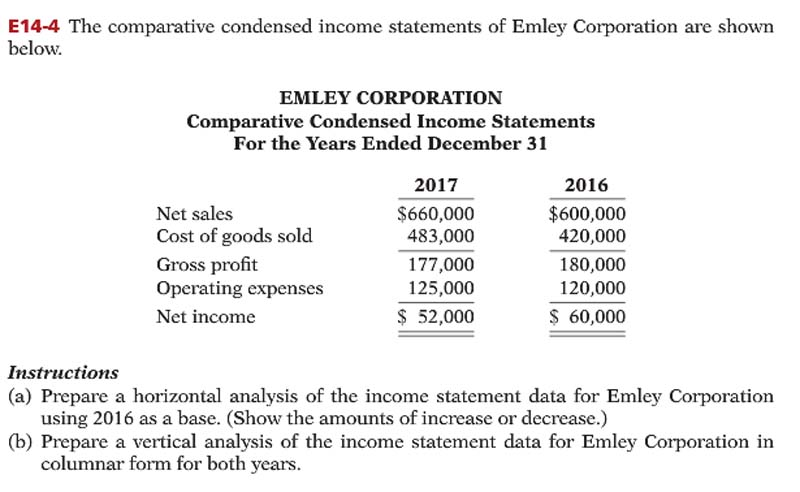 E14-4 The comparative condensed income statements of Emley Corporation are shown
below.
EMLEY CORPORATION
Comparative Condensed Income Statements
For the Years Ended December 31
2017 2016
Net sales $660,000 $600,000
Cost of goods sold 483,000 420,000
Gross profit 177,000 180,000
Operating expenses 125,000 120,000
Net income $ 52,000 $ 60,000
Instructions
(a) Prepare a horizontal analysis of the income statement data for Emley Corporation
using 2016 as a base. (Show the amounts of increase or decrease.)
(b) Prepare a vertical analysis of the income statement data for Emley Corporation in
columnar form for both years.